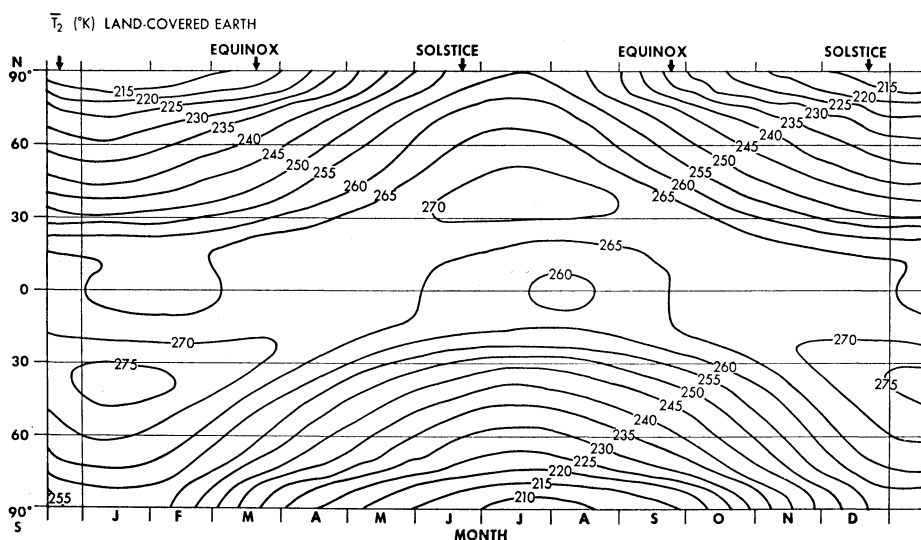 T̅₂ (°K) LAND-COVERED EARTH
EQUINOX SOLSTICE EQUINOX SOLSTICE
N
90°
60
30
0
30
60
90°
S
215 220 225 230 235 240 245 250 255 260 265
270
265
260
215 220 225 230 230 235 240 245 250 255 260 265
270
275
270
275
260 255 250 245 240 235 230 225 220 215 210
255
J F M A M J J A S O N D
MONTH